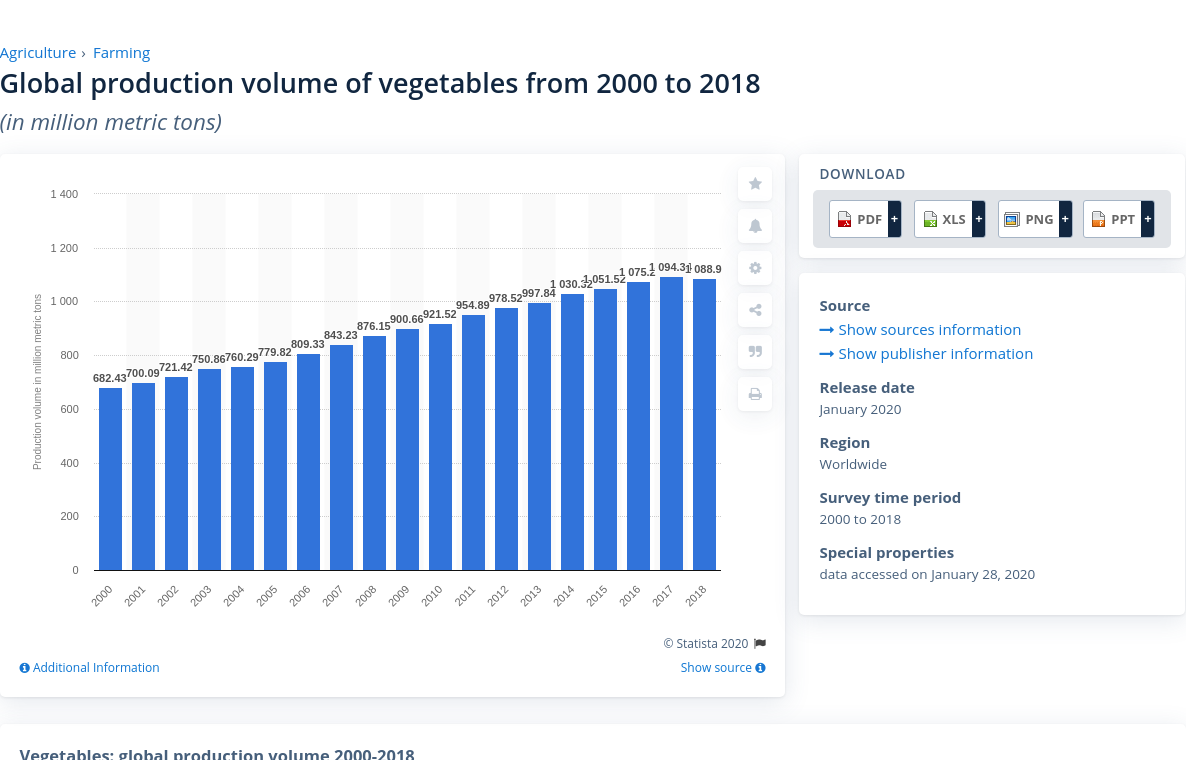 Agriculture › Farming
Global production volume of vegetables from 2000 to 2018
(in million metric tons)
1 400
1 200
1 000
800
600
400
200
0
Production volume in million metric tons
682.43
700.09
721.42
750.86
760.29
779.82
809.33
843.23
876.15
900.66
921.52
954.89
978.52
997.84
1 030.32
1 051.52
1 075.2
1 094.3
1 088.9
2000
2001
2002
2003
2004
2005
2006
2007
2008
2009
2010
2011
2012
2013
2014
2015
2016
2017
2018
© Statista 2020
Additional Information
Show source
DOWNLOAD
PDF + XLS + PNG + PPT +
Source
Show sources information
Show publisher information
Release date
January 2020
Region
Worldwide
Survey time period
2000 to 2018
Special properties
data accessed on January 28, 2020
Vegetables: global production volume 2000-2018